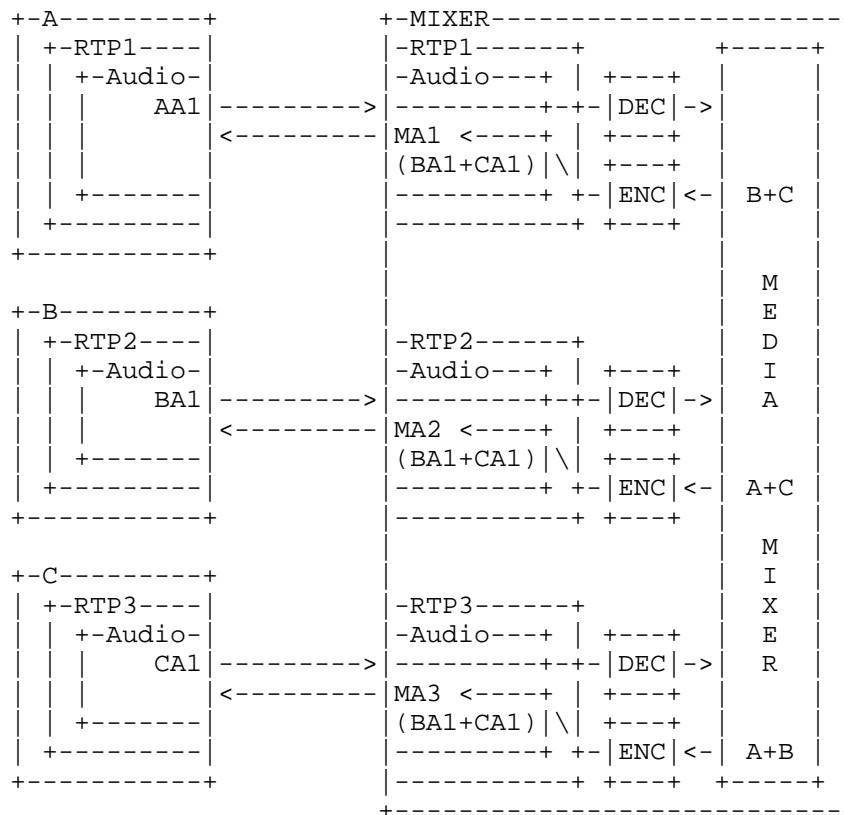 +-A---------+          +-MIXER----------------------
| +-RTP1----|          |-RTP1------+        +-----+
| | +-Audio-|          |-Audio---+ | +---+  |     |
| | |    AA1|--------->|---------+-+-|DEC|->|     |
| | |       |<---------|MA1 <----+ | +---+  |     |
| | |       |          |(BA1+CA1)|\| +---+  |     |
| | +-------|          |---------+ +-|ENC|<-| B+C |
| +---------|          |-----------+ +---+  |     |
+-----------+          |                    |     |
                       |                    |  M  |
+-B---------+          |                    |  E  |
| +-RTP2----|          |-RTP2------+        |  D  |
| | +-Audio-|          |-Audio---+ | +---+  |  I  |
| | |    BA1|--------->|---------+-+-|DEC|->|  A  |
| | |       |<---------|MA2 <----+ | +---+  |     |
| | +-------|          |(BA1+CA1)|\| +---+  |     |
| +---------|          |---------+ +-|ENC|<-| A+C |
+-----------+          |-----------+ +---+  |     |
                       |                    |  M  |
+-C---------+          |                    |  I  |
| +-RTP3----|          |-RTP3------+        |  X  |
| | +-Audio-|          |-Audio---+ | +---+  |  E  |
| | |    CA1|--------->|---------+-+-|DEC|->|  R  |
| | |       |<---------|MA3 <----+ | +---+  |     |
| | +-------|          |(BA1+CA1)|\| +---+  |     |
| +---------|          |---------+ +-|ENC|<-| A+B |
+-----------+          |-----------+ +---+  +-----+
                       +----------------------------